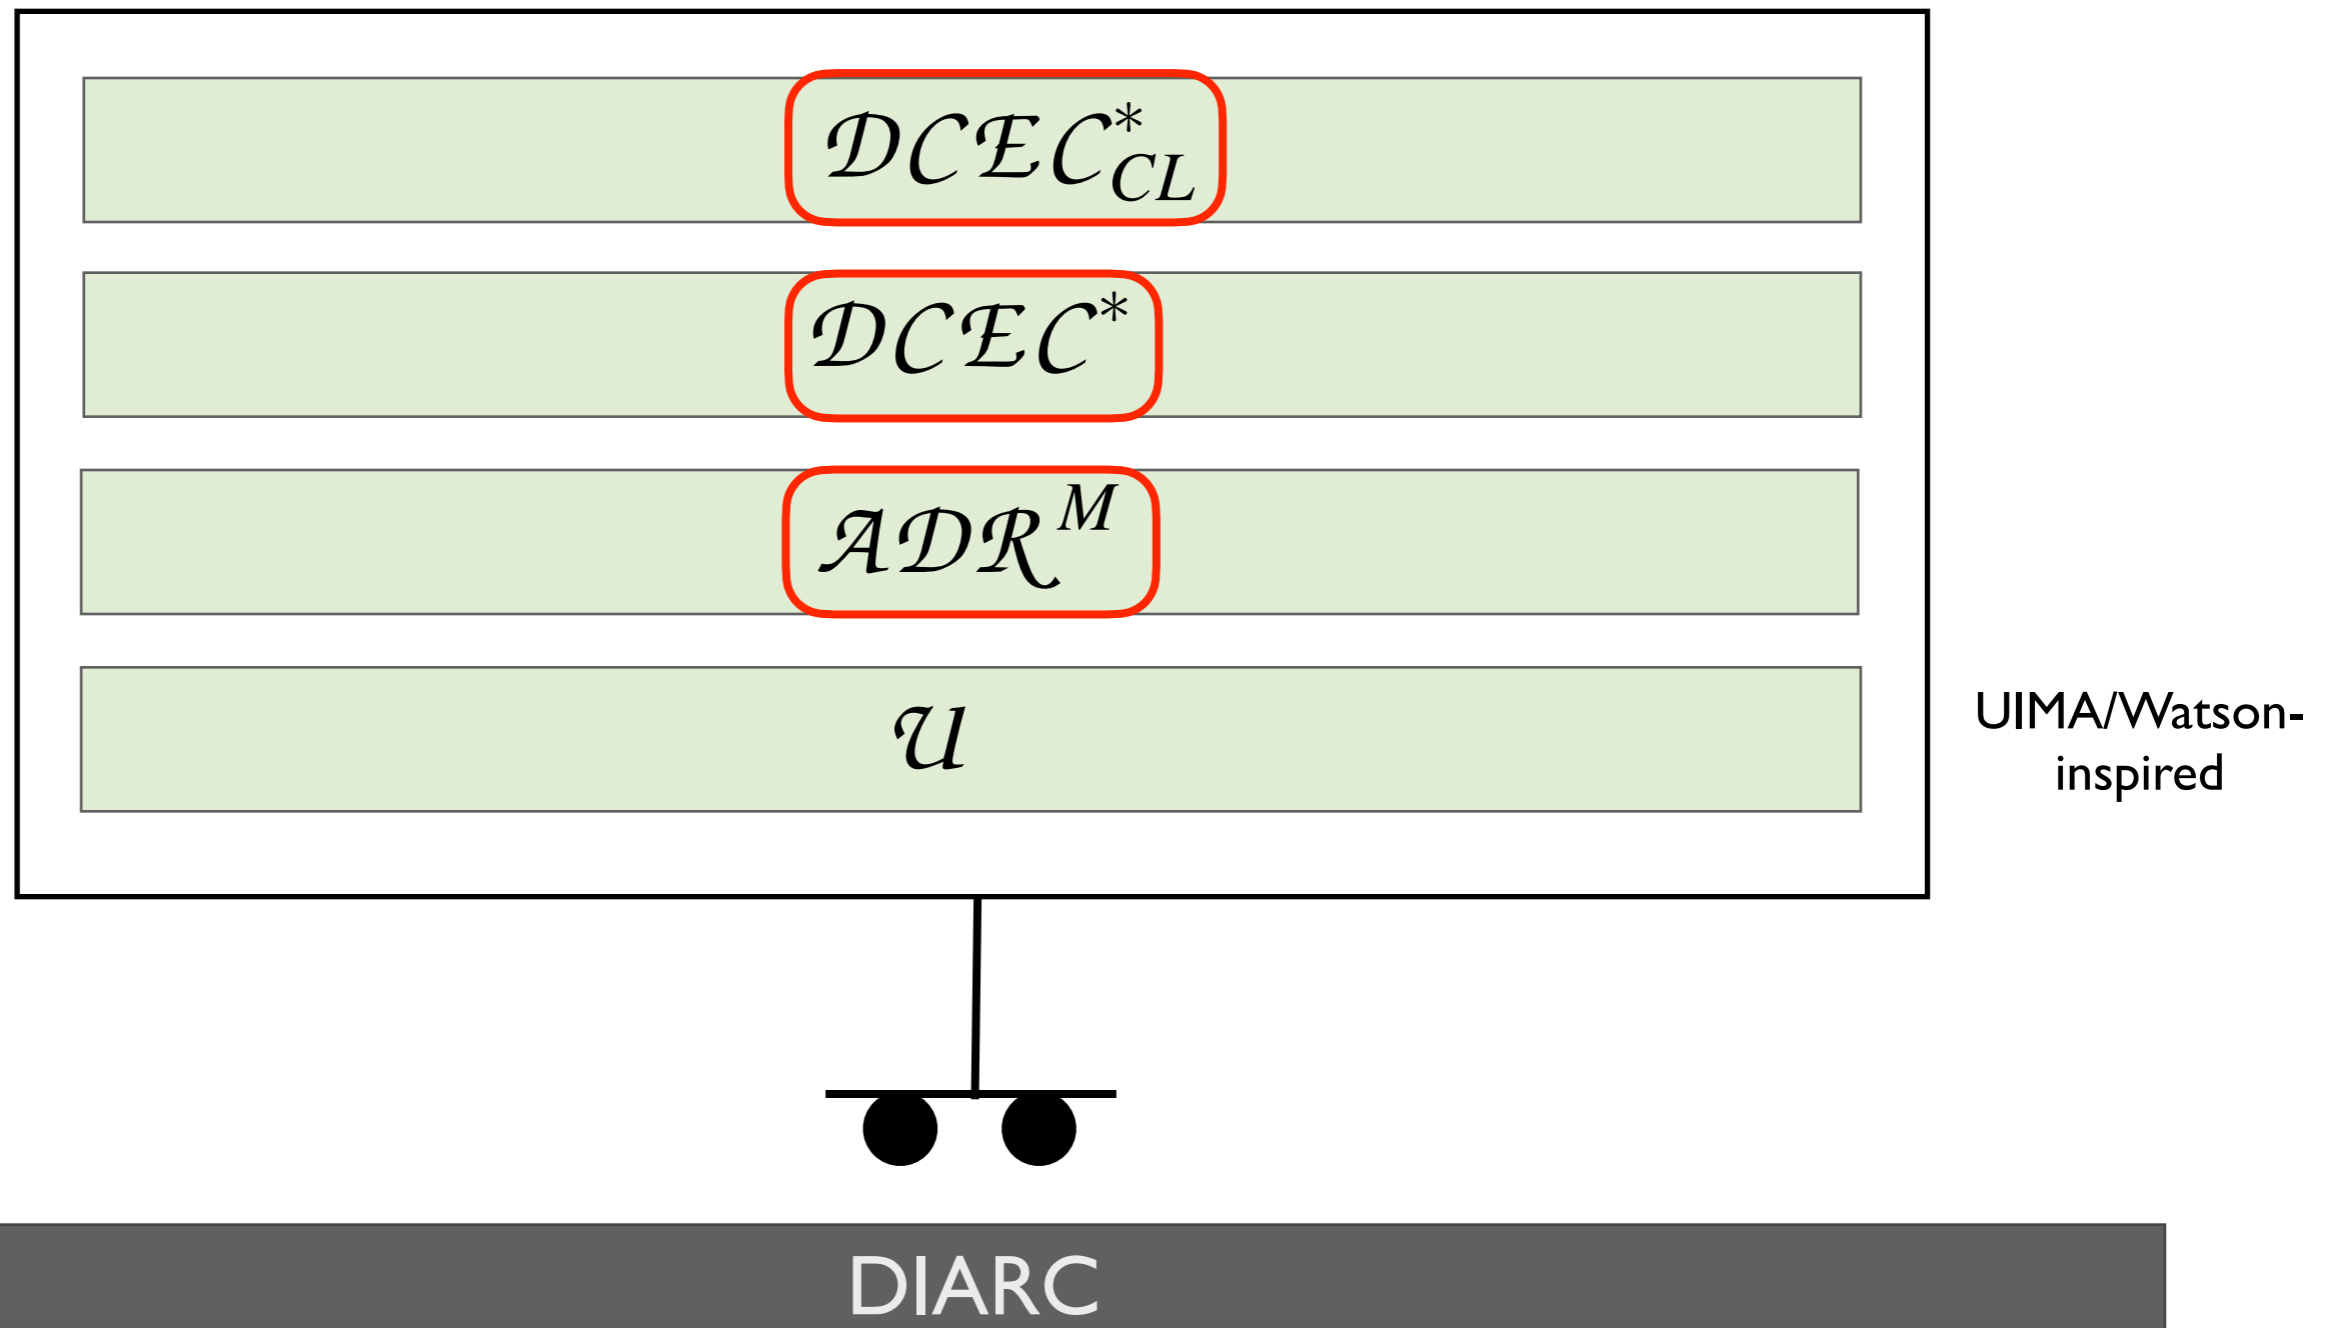 𝒟𝒞ℰ𝒞*CL
𝒟𝒞ℰ𝒞*
𝒜𝒟ℛM
𝒰
UIMA/Watson-
inspired
DIARC